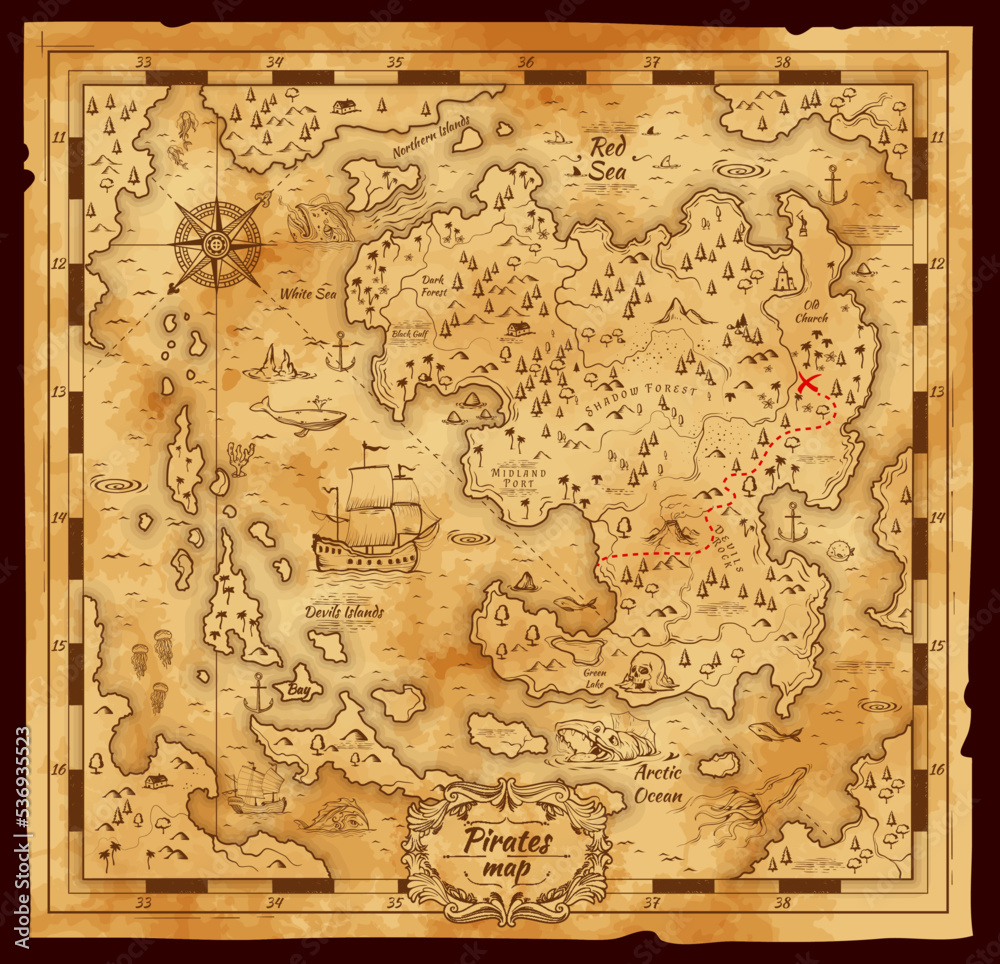 33 34 35 36 37 38
11 11
Northern Islands
Red
Sea
12 12
White Sea
Dark
Forest
Old
Church
Black Gulf
13 13
SHADOW FOREST
MIDLAND
PORT
14 14
DEVILS
ROCK
Devils Islands
15 15
Green
Lake
Bay
16 16
Arctic
Ocean
Pirates
map
33 34 35 37 38
Adobe Stock | #536935523
© Adobe Stock